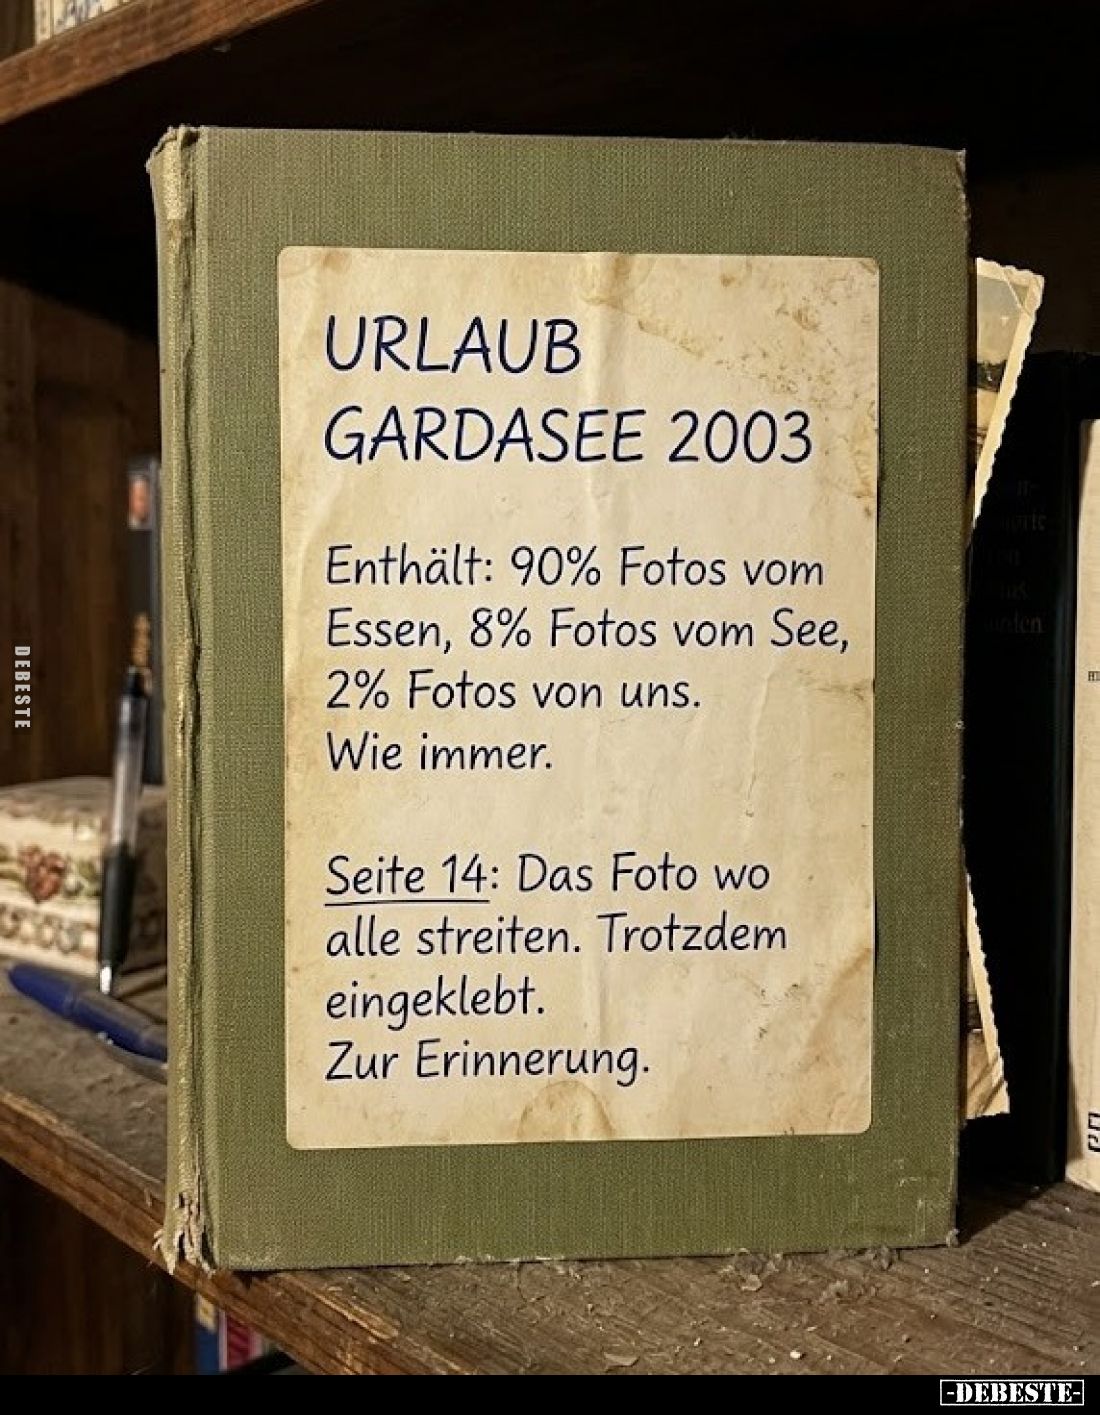 URLAUB
GARDASEE 2003
Enthält: 90% Fotos vom
Essen, 8% Fotos vom See,
2% Fotos von uns.
Wie immer.
Seite 14: Das Foto wo
alle streiten. Trotzdem
eingeklebt.
Zur Erinnerung.
DEBESTE
-DEBESTE-